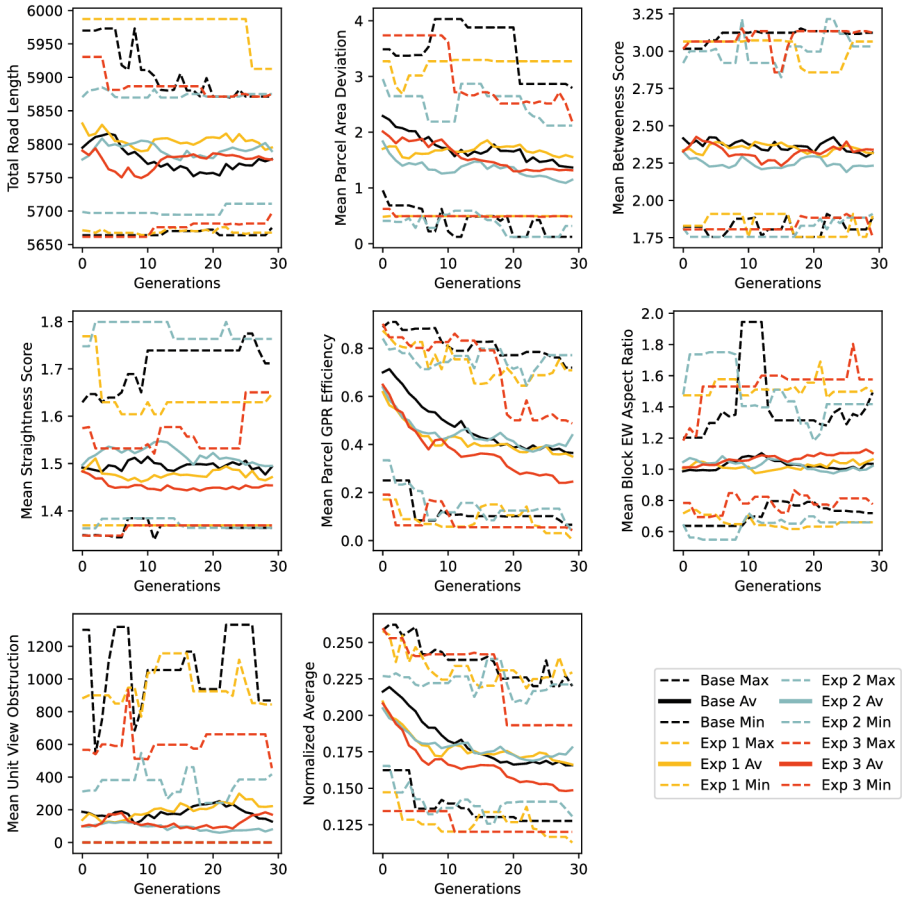 Total Road Length
6000
5950
5900
5850
5800
5750
5700
5650
0 10 20 30
Generations
Mean Parcel Area Deviation
4
3
2
1
0
0 10 20 30
Generations
Mean Betweenness Score
3.25
3.00
2.75
2.50
2.25
2.00
1.75
0 10 20 30
Generations
Mean Straightness Score
1.8
1.7
1.6
1.5
1.4
0 10 20 30
Generations
Mean Parcel GPR Efficiency
0.8
0.6
0.4
0.2
0.0
0 10 20 30
Generations
Mean Block EW Aspect Ratio
2.0
1.8
1.6
1.4
1.2
1.0
0.8
0.6
0 10 20 30
Generations
Mean Unit View Obstruction
1200
1000
800
600
400
200
0
0 10 20 30
Generations
Normalized Average
0.250
0.225
0.200
0.175
0.150
0.125
0 10 20 30
Generations
Base Max
Base Av
Base Min
Exp 1 Max
Exp 1 Av
Exp 1 Min
Exp 2 Max
Exp 2 Av
Exp 2 Min
Exp 3 Max
Exp 3 Av
Exp 3 Min